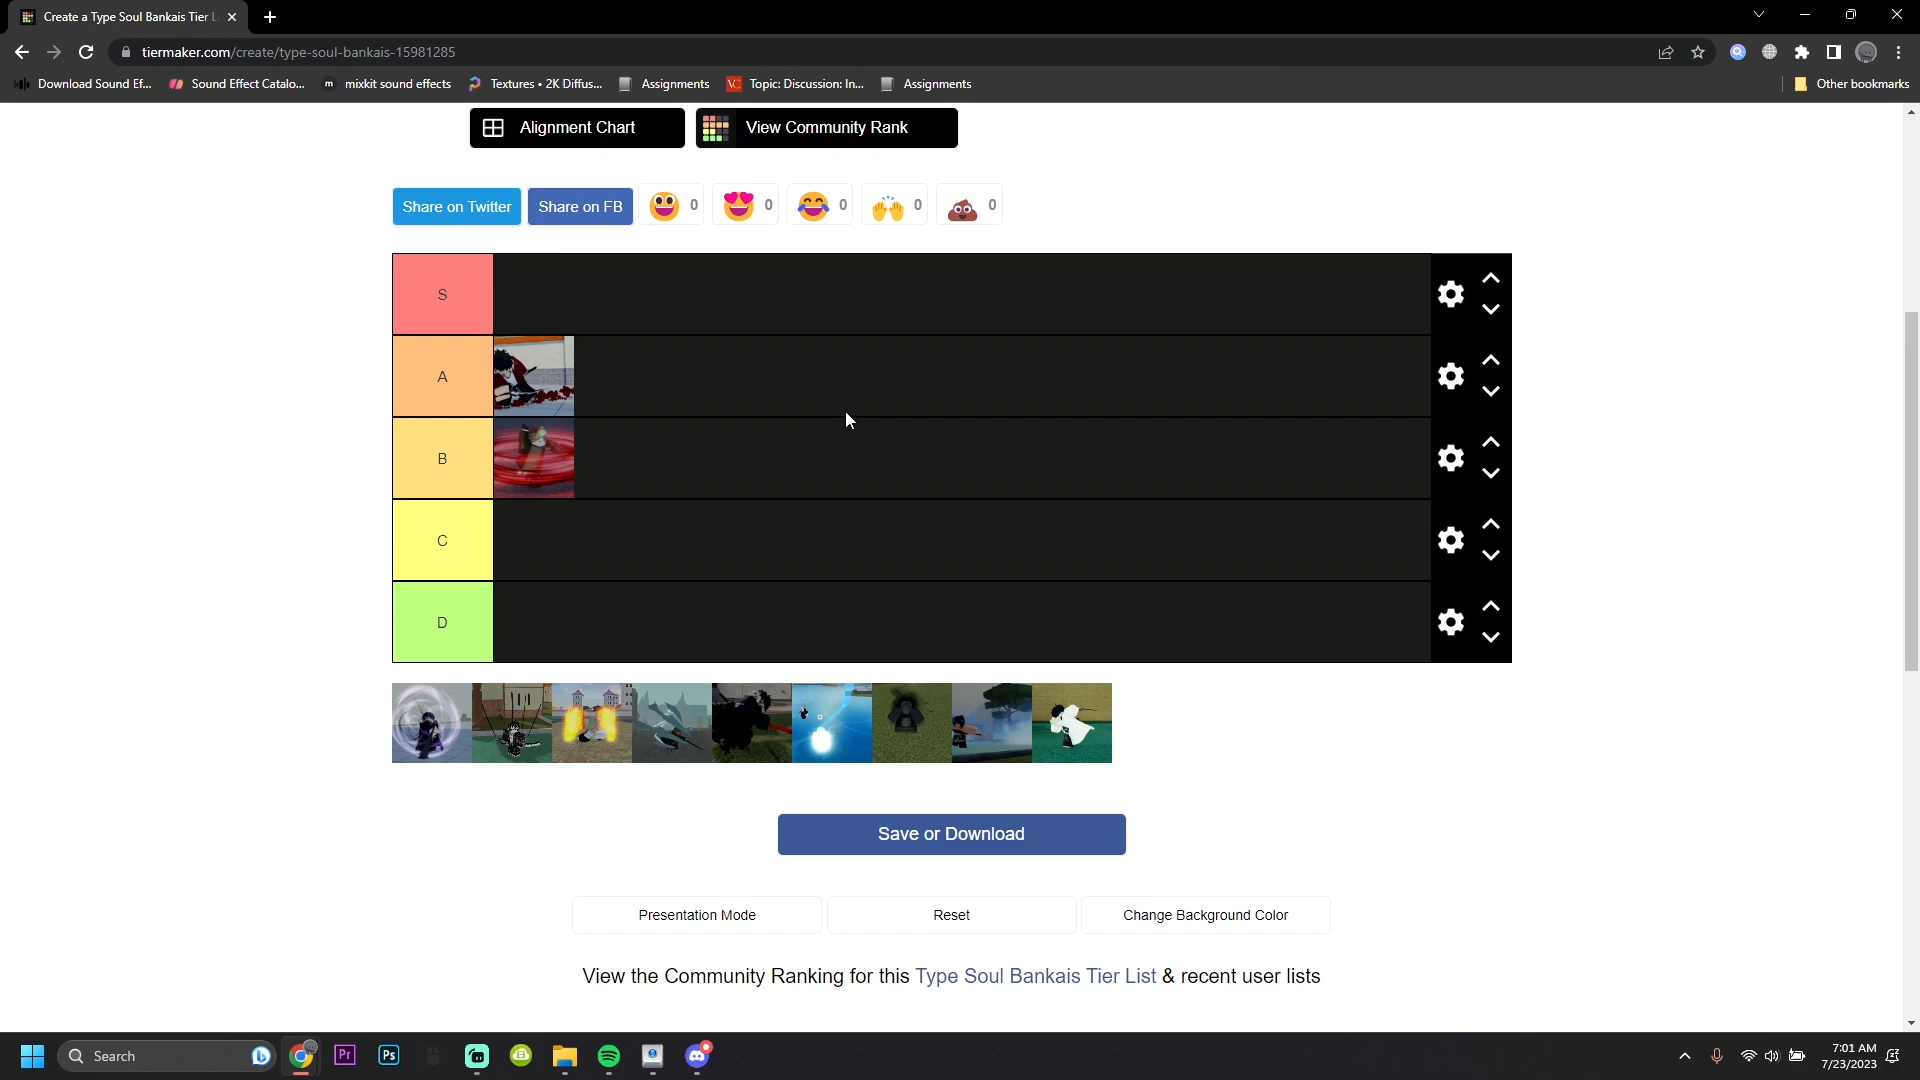 Create a Type Soul Bankais Tier L
tiermaker.com/create/type-soul-bankais-15981285
Download Sound Ef... Sound Effect Catalo... m mixkit sound effects Textures • 2K Diffus... Assignments VC Topic: Discussion: In... Assignments Other bookmarks
Alignment Chart View Community Rank
Share on Twitter Share on FB 0 0 0 0 0
S
A
B
C
D
Save or Download
Presentation Mode Reset Change Background Color
View the Community Ranking for this Type Soul Bankais Tier List & recent user lists
Search Pr Ps 7:01 AM
7/23/2023